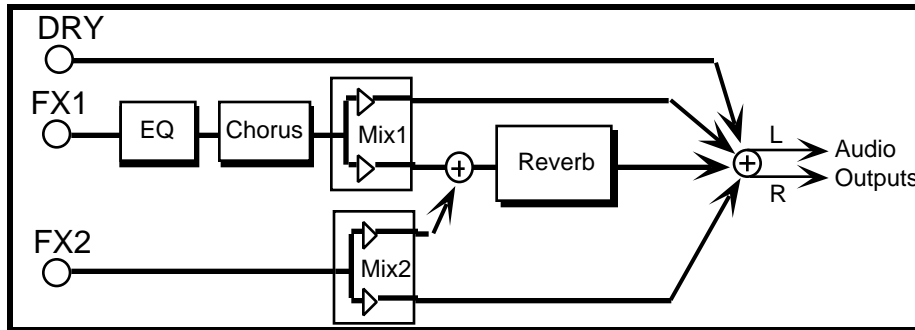 DRY
FX1
EQ
Chorus
Mix1
+
Reverb
+
L
R
Audio
Outputs
FX2
Mix2